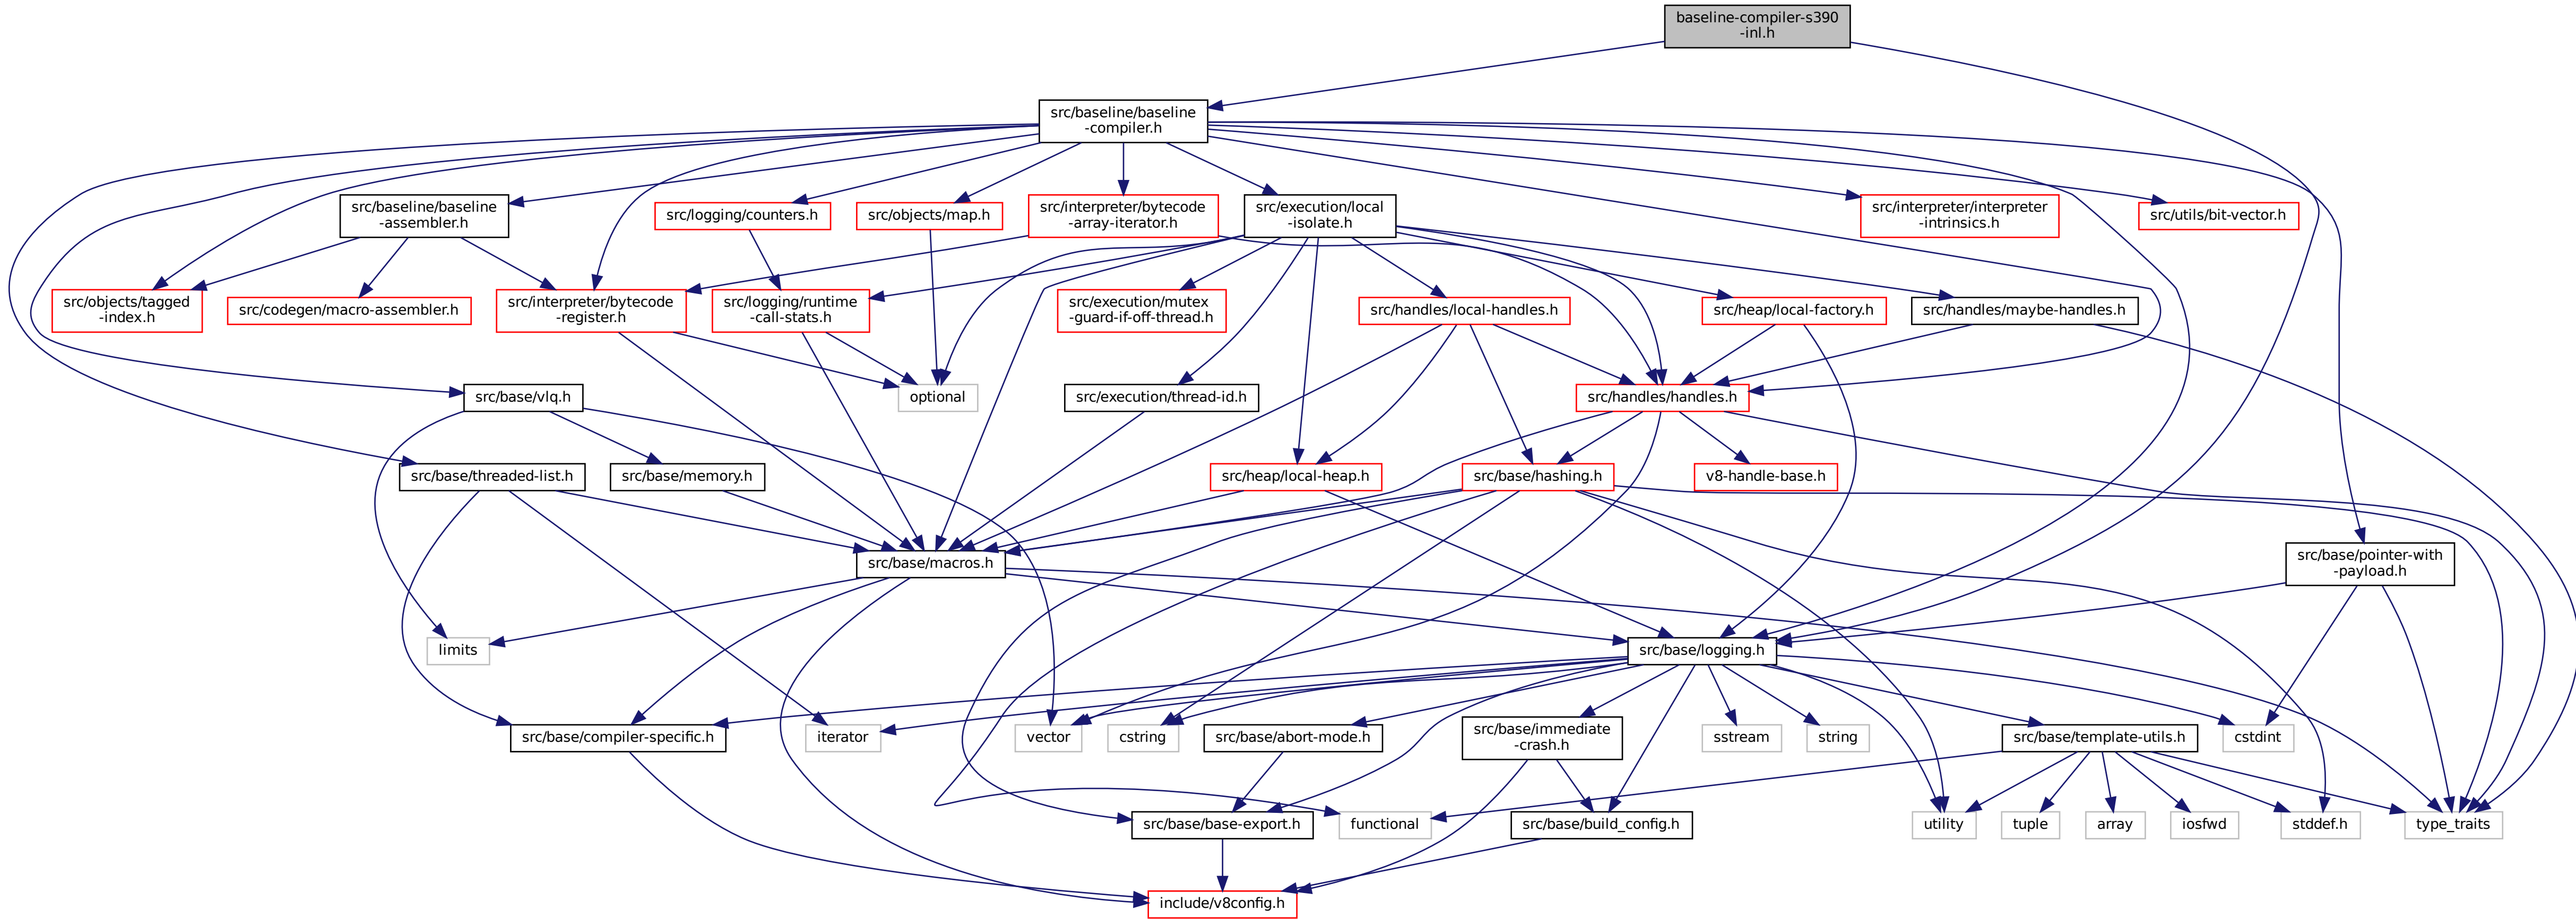 baseline-compiler-s390
-inl.h
src/baseline/baseline
-compiler.h
src/baseline/baseline
-assembler.h
src/logging/counters.h
src/objects/map.h
src/interpreter/bytecode
-array-iterator.h
src/execution/local
-isolate.h
src/interpreter/interpreter
-intrinsics.h
src/utils/bit-vector.h
src/objects/tagged
-index.h
src/codegen/macro-assembler.h
src/interpreter/bytecode
-register.h
src/logging/runtime
-call-stats.h
src/execution/mutex
-guard-if-off-thread.h
src/handles/local-handles.h
src/heap/local-factory.h
src/handles/maybe-handles.h
src/base/vlq.h
optional
src/execution/thread-id.h
src/handles/handles.h
src/base/threaded-list.h
src/base/memory.h
src/heap/local-heap.h
src/base/hashing.h
v8-handle-base.h
src/base/macros.h
src/base/pointer-with
-payload.h
limits
src/base/logging.h
src/base/compiler-specific.h
iterator
vector
cstring
src/base/abort-mode.h
src/base/immediate
-crash.h
sstream
string
src/base/template-utils.h
cstdint
src/base/base-export.h
functional
src/base/build_config.h
utility
tuple
array
iosfwd
stddef.h
type_traits
include/v8config.h